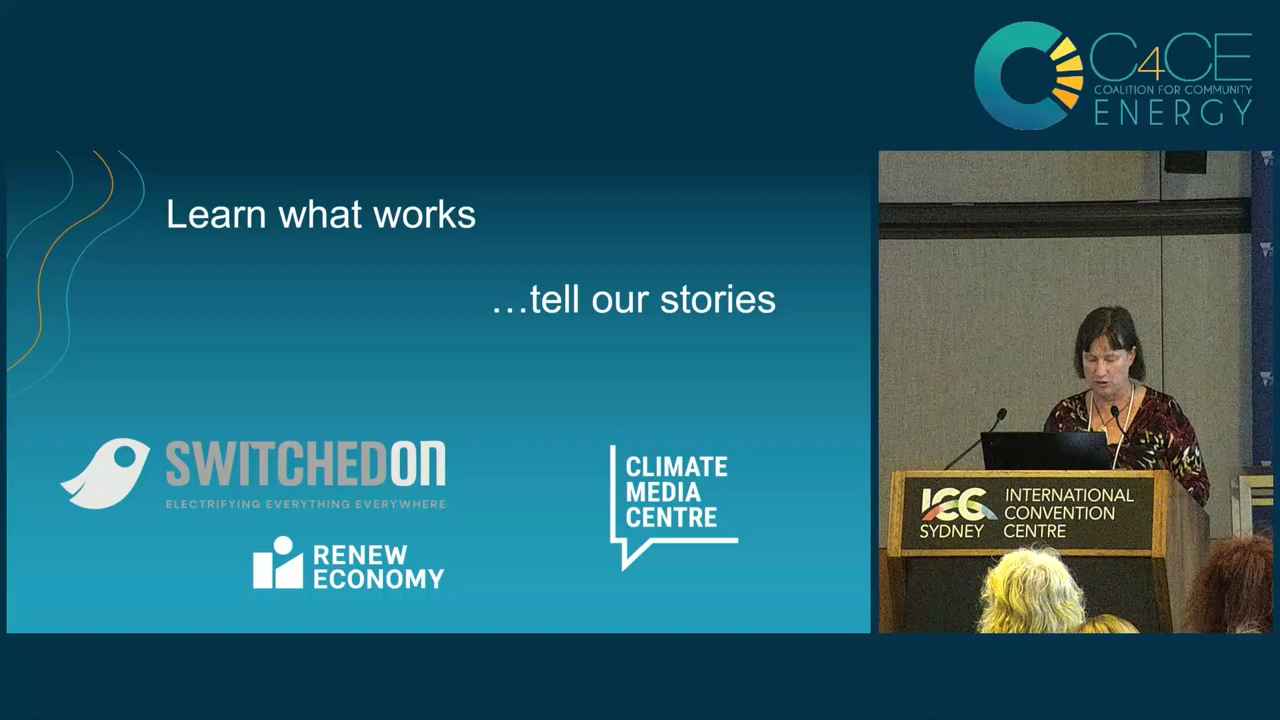 C4CE
COALITION FOR COMMUNITY
ENERGY
Learn what works
...tell our stories
SWITCHEDON
ELECTRIFYING EVERYTHING EVERYWHERE
RENEW
ECONOMY
CLIMATE
MEDIA
CENTRE
ICC
SYDNEY
INTERNATIONAL
CONVENTION
CENTRE